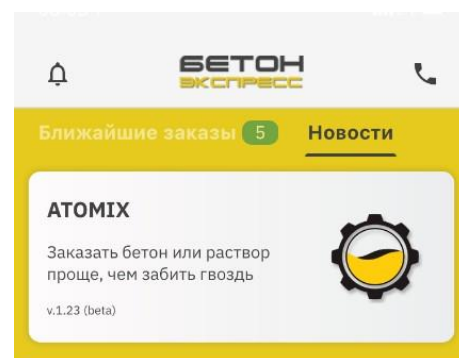 БЕТОН
ЭКСПРЕСС
Ближайшие заказы 5 Новости
ATOMIX
Заказать бетон или раствор
проще, чем забить гвоздь
v.1.23 (beta)